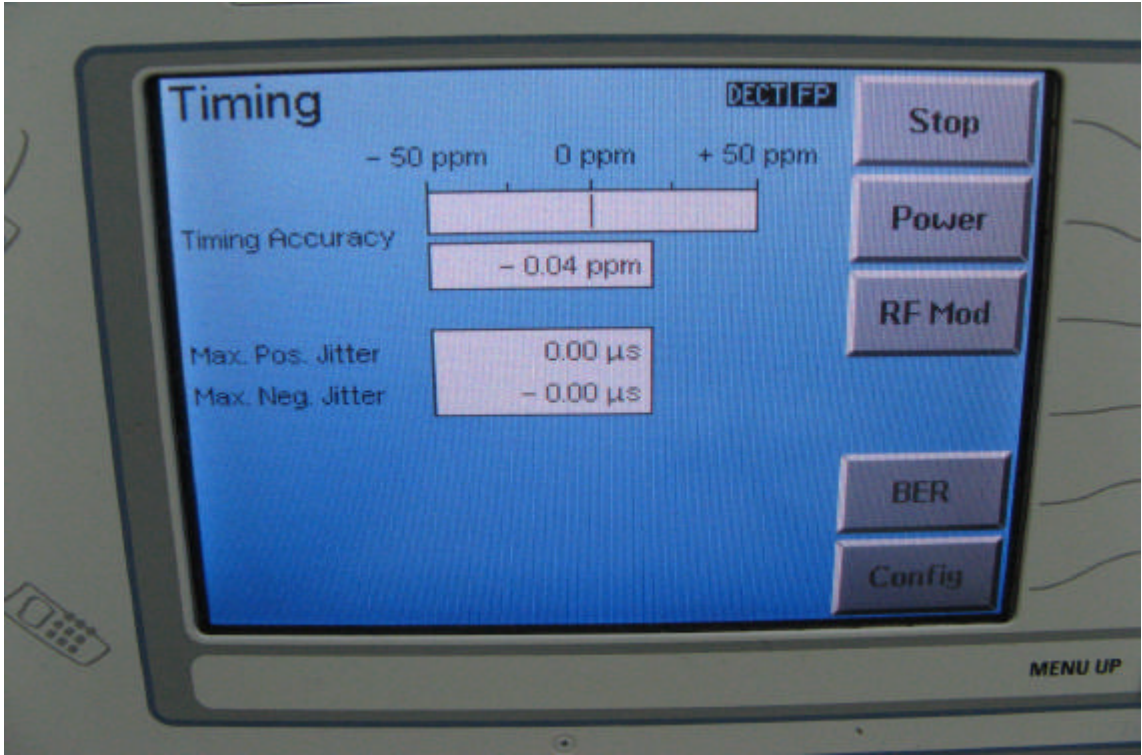 Timing
DECT FP
Stop
- 50 ppm 0 ppm + 50 ppm
Power
Timing Accuracy
- 0.04 ppm
RF Mod
Max. Pos. Jitter 0.00 µs
Max. Neg. Jitter - 0.00 µs
BER
Config
MENU UP